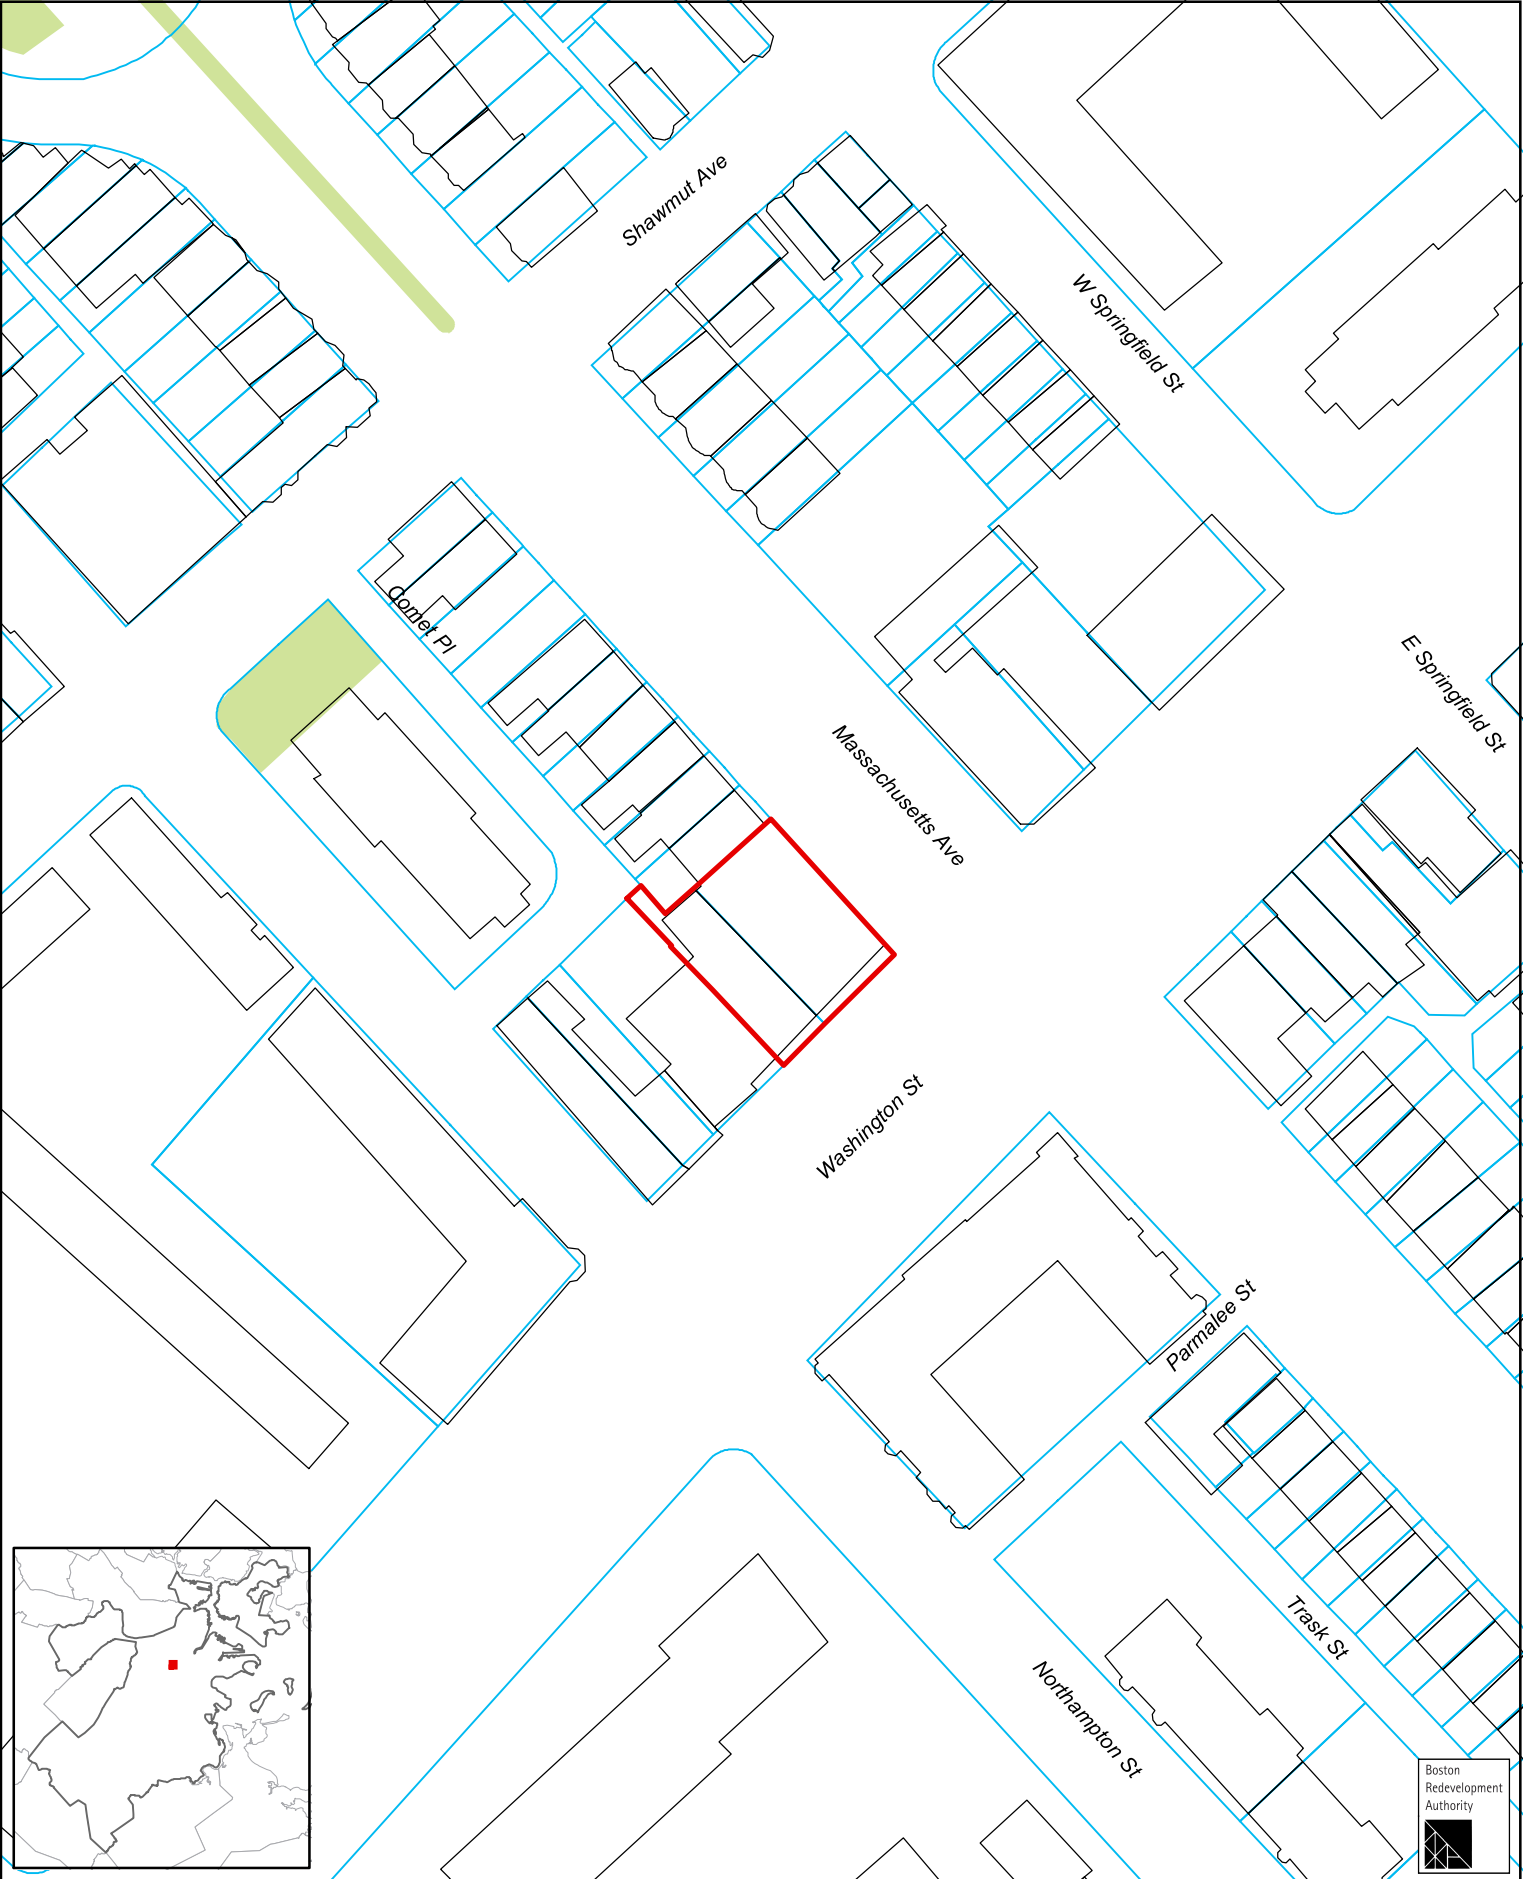 Shawmut Ave
W Springfield St
Comet Pl
E Springfield St
Massachusetts Ave
Washington St
Parmalee St
Trask St
Northampton St
Boston
Redevelopment
Authority